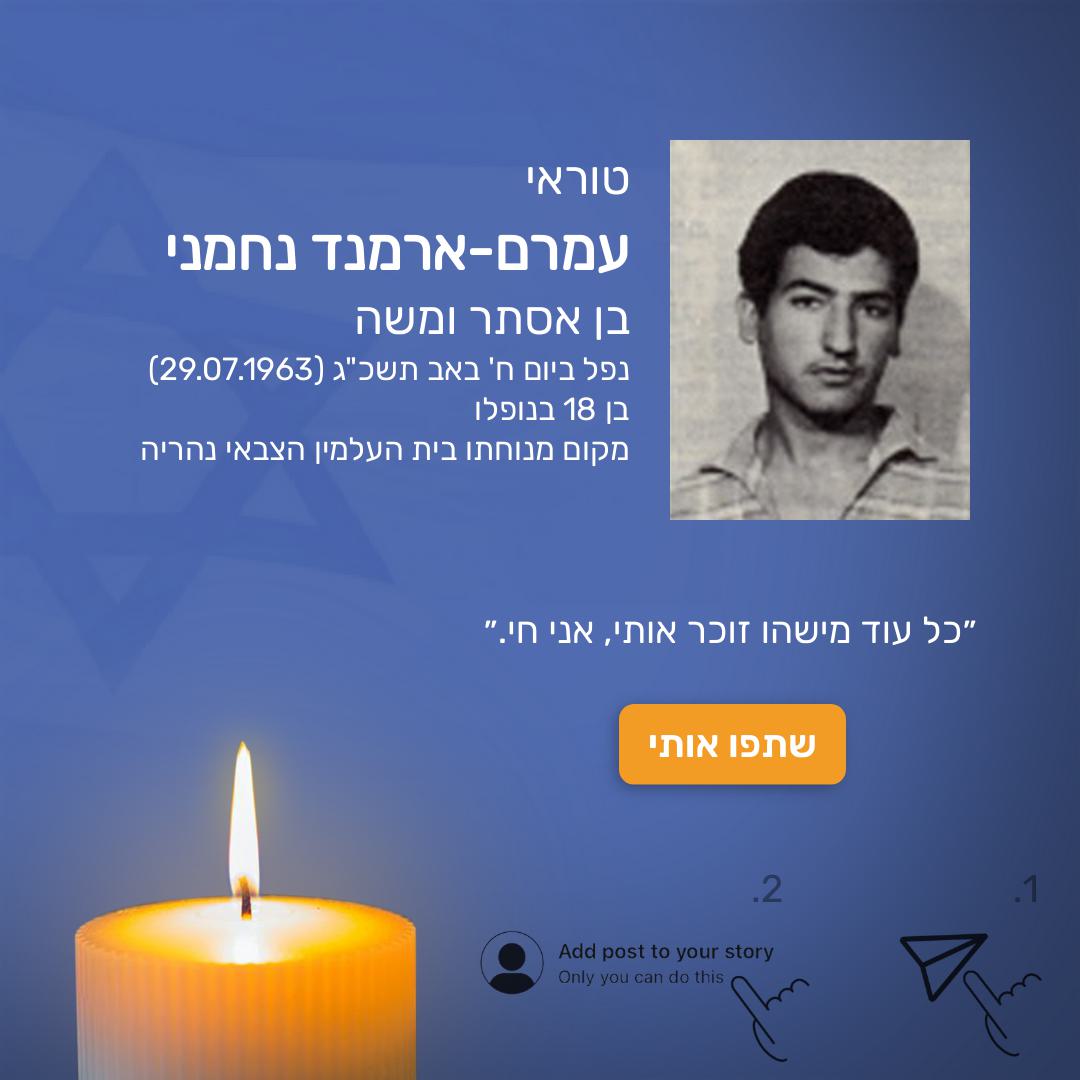 טוראי
עמרם-ארמנד נחמני
בן אסתר ומשה
נפל ביום ח' באב תשכ"ג (29.07.1963)
בן 18 בנופלו
מקום מנוחתו בית העלמין הצבאי נהריה
״כל עוד מישהו זוכר אותי, אני חי.״
שתפו אותי
1.
2.
Add post to your story
Only you can do this